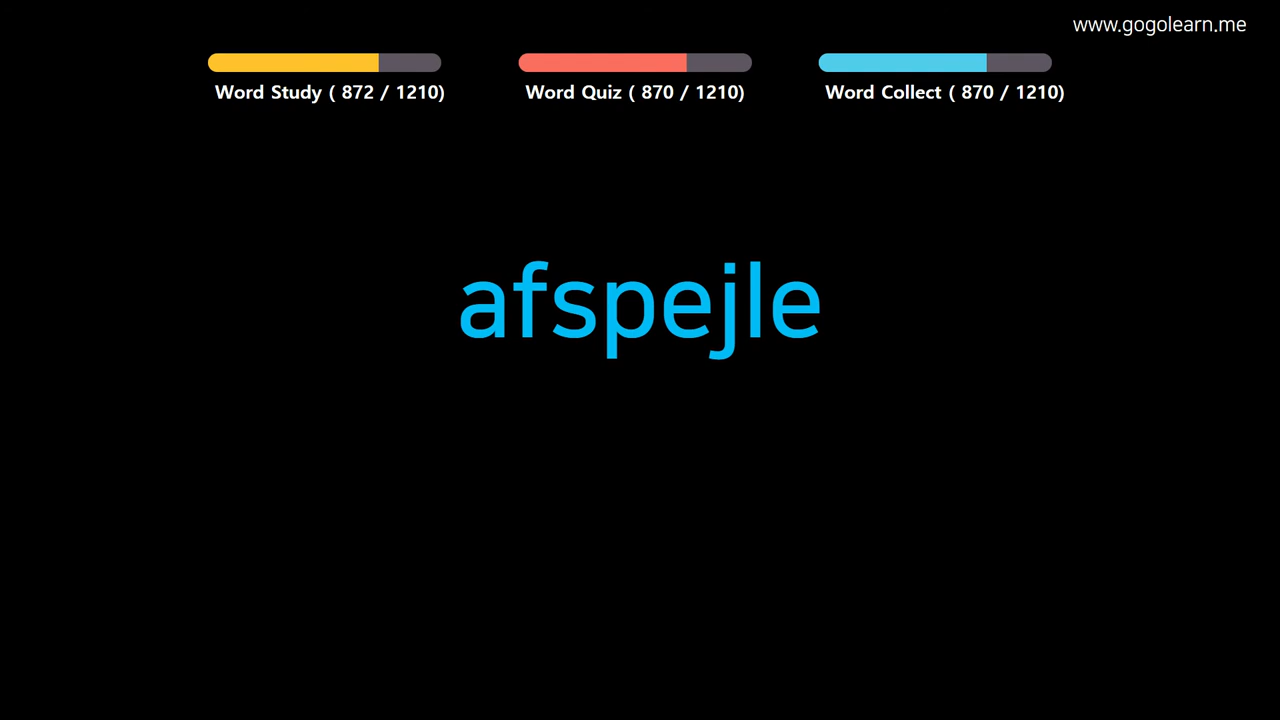 www.gogolearn.me
Word Study ( 872 / 1210)
Word Quiz ( 870 / 1210)
Word Collect ( 870 / 1210)
afspejle